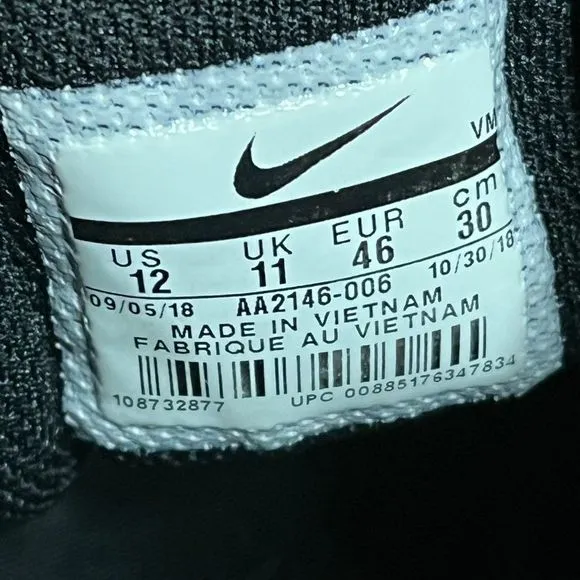 VM
US UK EUR cm
12 11 46 30
09/05/18 AA2146-006 10/30/18
MADE IN VIETNAM
FABRIQUE AU VIETNAM
108732877 UPC 00885176347834